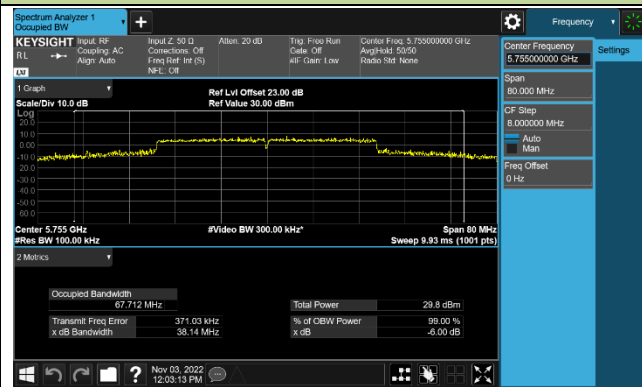 Spectrum Analyzer 1
Occupied BW
Frequency
KEYSIGHT
Input: RF
Input Z: 50 Ω
Atten: 20 dB
Trig: Free Run
Center Freq: 5.755000000 GHz
RL
Coupling: AC
Corrections: Off
Gate: Off
Avg|Hold: 50/50
Align: Auto
Freq Ref: Int (S)
#IF Gain: Low
Radio Std: None
LXI
NFE: Off
Center Frequency
5.755000000 GHz
Settings
Span
80.000 MHz
CF Step
8.000000 MHz
Auto
Man
Freq Offset
0 Hz
1 Graph
Ref Lvl Offset 23.00 dB
Scale/Div 10.0 dB
Ref Value 30.00 dBm
Log
20.0
10.0
0.00
-10.0
-20.0
-30.0
-40.0
-50.0
-60.0
Center 5.755 GHz
#Video BW 300.00 kHz*
Span 80 MHz
#Res BW 100.00 kHz
Sweep 9.93 ms (1001 pts)
2 Metrics
Occupied Bandwidth
67.712 MHz
Total Power
29.8 dBm
Transmit Freq Error
371.03 kHz
% of OBW Power
99.00 %
x dB Bandwidth
38.14 MHz
x dB
-6.00 dB
?
Nov 03, 2022
12:03:13 PM